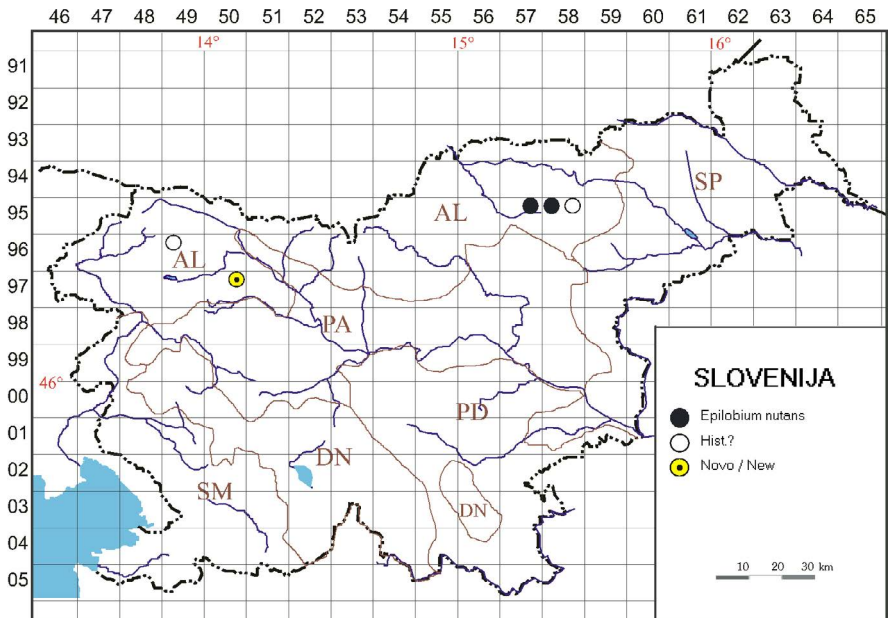 46 47 48 49 50 51 52 53 54 55 56 57 58 60 61 62 63 64 65
14° 15° 16°
91
92
93
94
SP
95
AL
96
AL
97
98
PA
99
46°
00
PD
01
02
DN
03
SM
DN
04
05
SLOVENIJA
Epilobium nutans
Hist.?
Novo / New
10 20 30 km